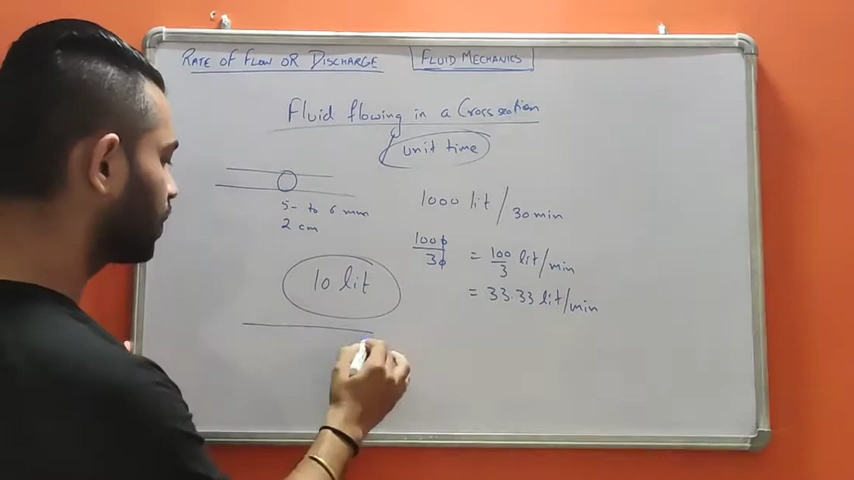 RATE OF FLOW OR DISCHARGE
FLUID MECHANICS
Fluid flowing in a Cross section
unit time
5- to 6 mm
2 cm
1000 lit / 30 min
1000
30
= 100/3 lit/min
= 33.33 lit/min
10 lit